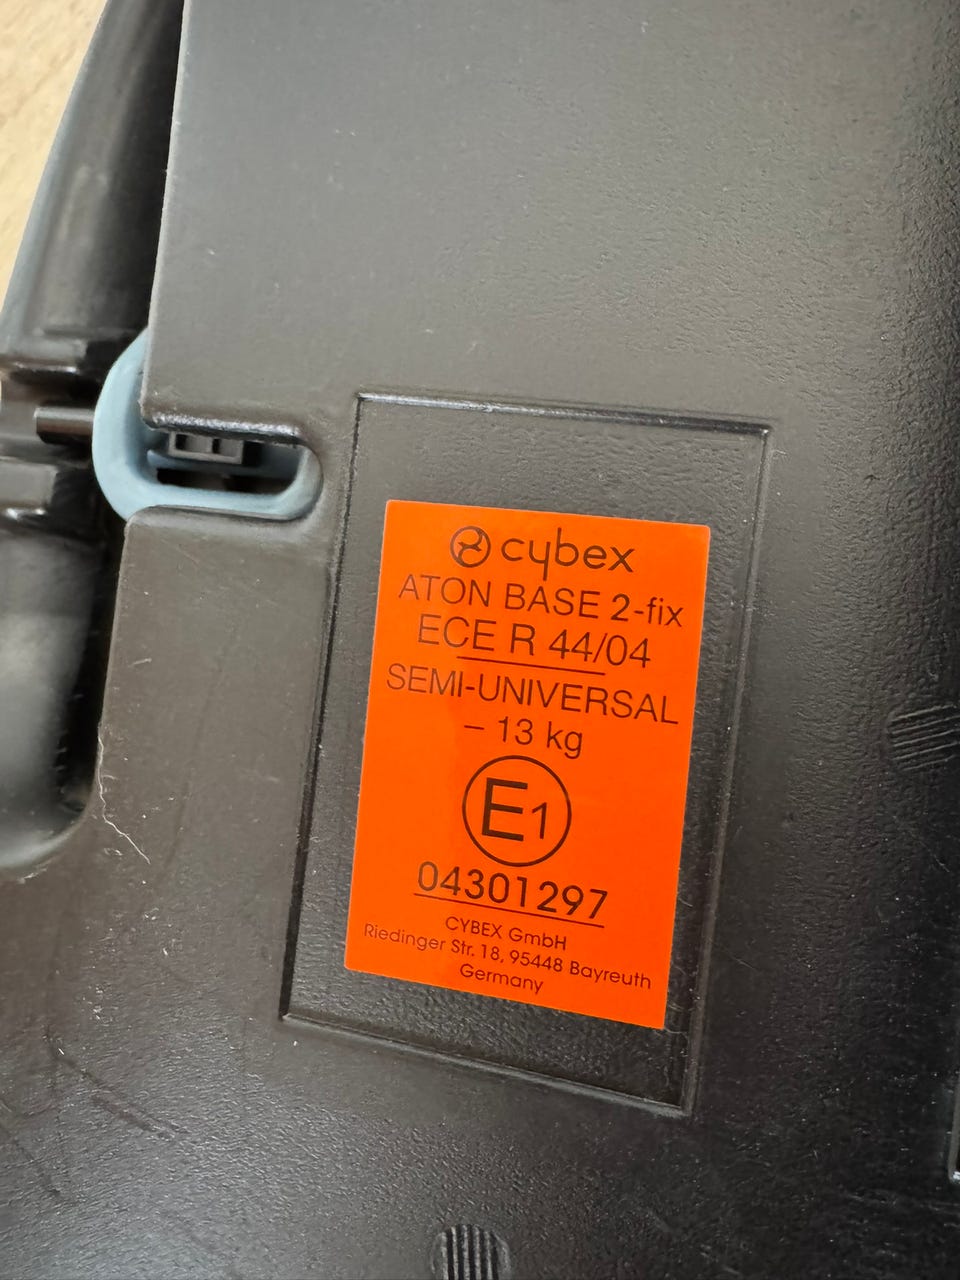 cybex
ATON BASE 2-fix
ECE R 44/04
SEMI-UNIVERSAL
– 13 kg
E1
04301297
CYBEX GmbH
Riedinger Str. 18, 95448 Bayreuth
Germany